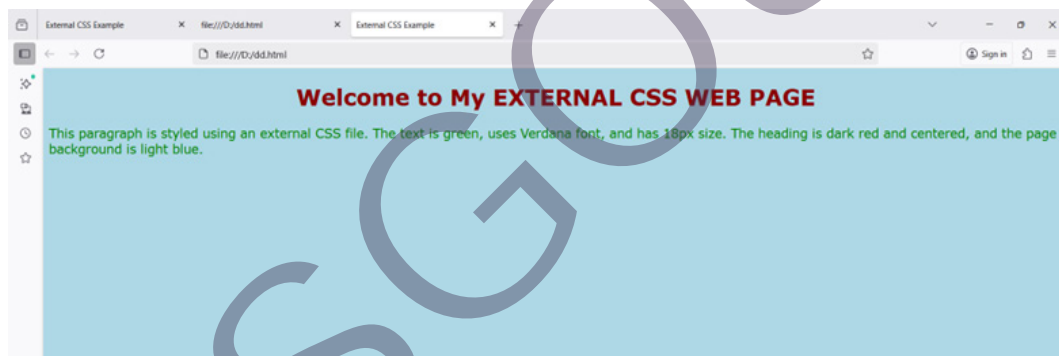 External CSS Example
file:///D:/dd.html
External CSS Example
file:///D:/dd.html
Sign in
Welcome to My EXTERNAL CSS WEB PAGE
This paragraph is styled using an external CSS file. The text is green, uses Verdana font, and has 18px size. The heading is dark red and centered, and the page
background is light blue.